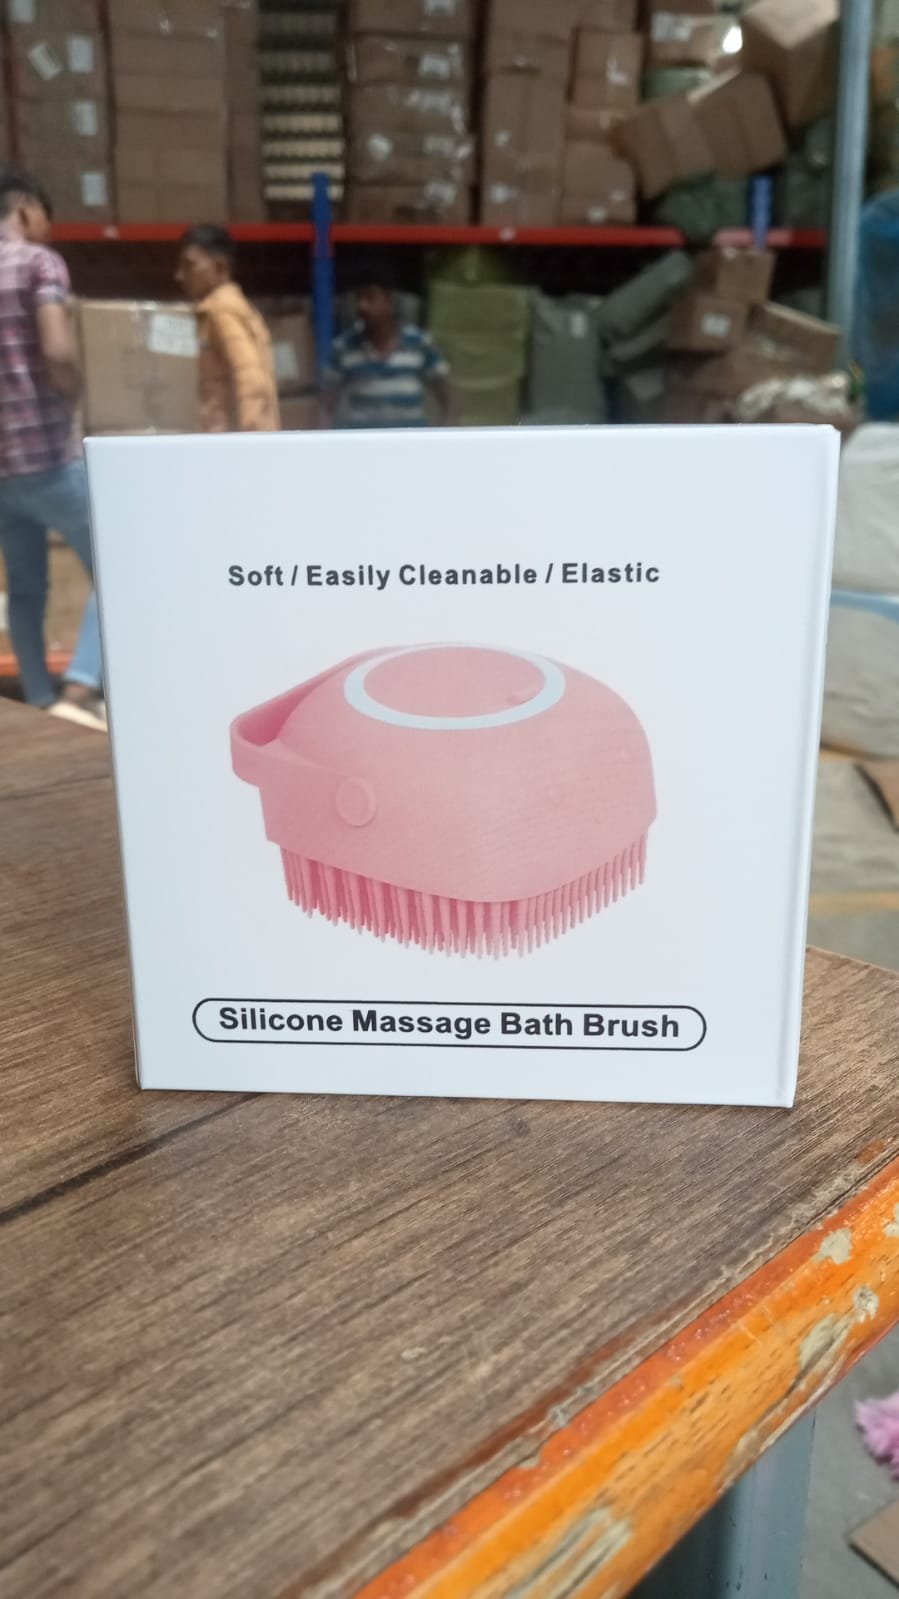 Soft / Easily Cleanable / Elastic
Silicone Massage Bath Brush